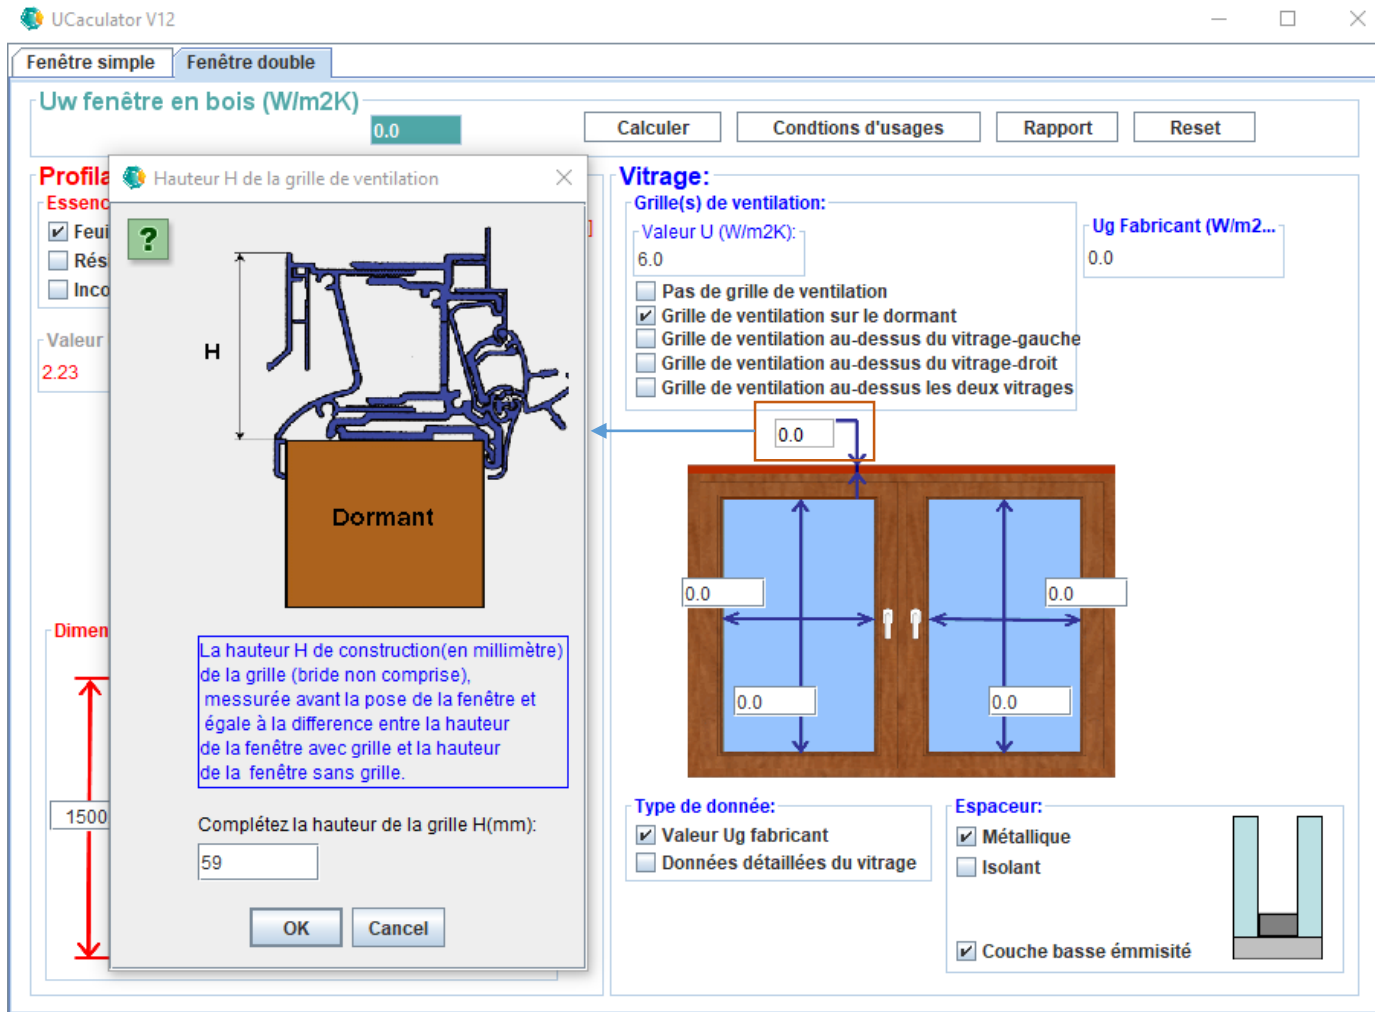 UCaculator V12
Fenêtre simple
Fenêtre double
Uw fenêtre en bois (W/m2K)
0.0
Calculer
Condtions d'usages
Rapport
Reset
Profila
Essenc
Feui
Rés
Inco
]
Valeur
2.23
Dimen
1500
Hauteur H de la grille de ventilation
?
H
Dormant
La hauteur H de construction(en millimètre)
de la grille (bride non comprise),
messurée avant la pose de la fenêtre et
égale à la difference entre la hauteur
de la fenêtre avec grille et la hauteur
de la fenêtre sans grille.
Complétez la hauteur de la grille H(mm):
59
OK
Cancel
Vitrage:
Grille(s) de ventilation:
Valeur U (W/m2K):
6.0
Pas de grille de ventilation
Grille de ventilation sur le dormant
Grille de ventilation au-dessus du vitrage-gauche
Grille de ventilation au-dessus du vitrage-droit
Grille de ventilation au-dessus les deux vitrages
Ug Fabricant (W/m2...
0.0
0.0
0.0
0.0
0.0
0.0
Type de donnée:
Valeur Ug fabricant
Données détaillées du vitrage
Espaceur:
Métallique
Isolant
Couche basse émmisité